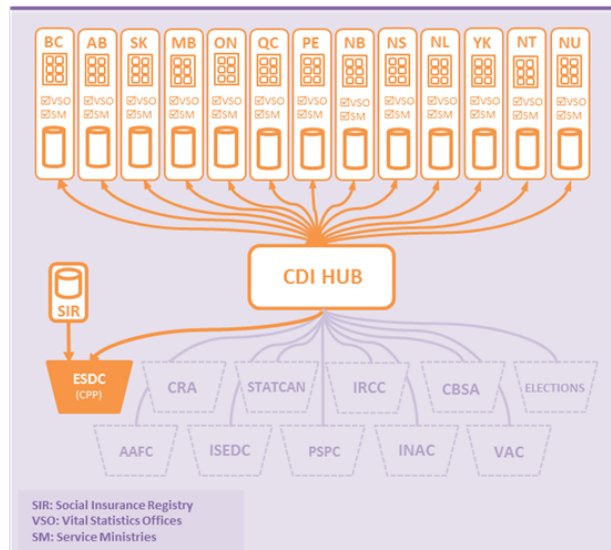 BC AB SK MB ON QC PE NB NS NL YK NT NU
VSO VSO VSO VSO VSO VSO VSO VSO VSO VSO VSO VSO VSO
SM SM SM SM SM SM SM SM SM SM SM SM SM
CDI HUB
SIR
ESDC
(CPP)
CRA STATCAN IRCC CBSA ELECTIONS
AAFC ISEDC PSPC INAC VAC
SIR: Social Insurance Registry
VSO: Vital Statistics Offices
SM: Service Ministries